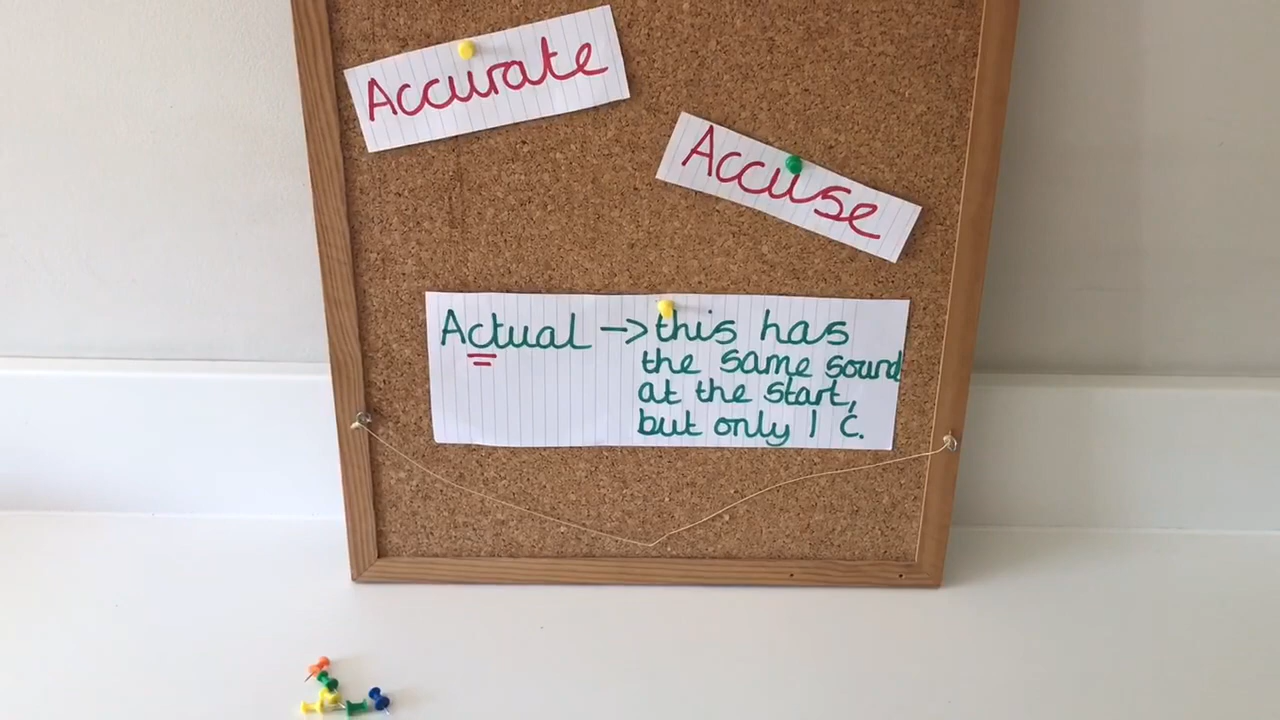 Accurate
Accuse
Actual -> this has
the same sound
at the start,
but only 1 c.